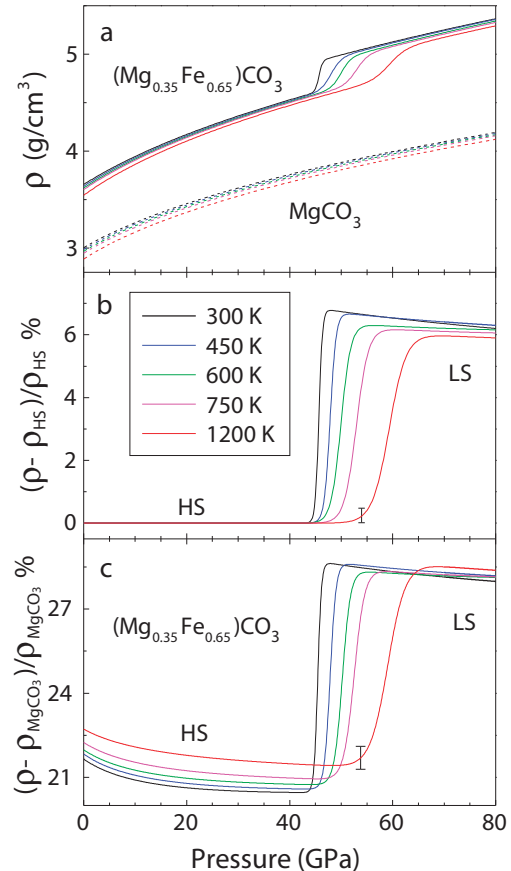 a
5
(Mg0.35Fe0.65)CO3
ρ (g/cm3)
4
MgCO3
3
b
300 K
450 K
600 K
750 K
1200 K
6
(ρ- ρHS)/ρHS %
4
LS
2
HS
0
c
27
(Mg0.35Fe0.65)CO3
(ρ- ρMgCO3)/ρMgCO3 %
LS
24
HS
21
0 20 40 60 80
Pressure (GPa)